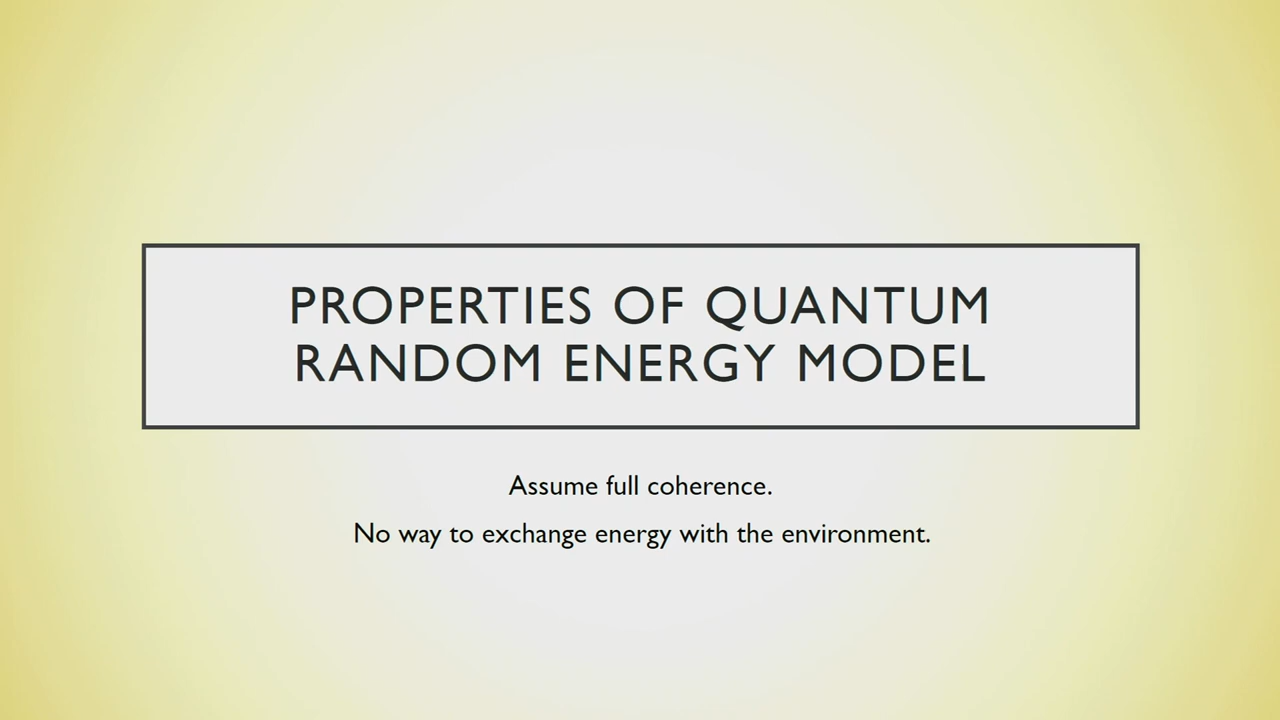 PROPERTIES OF QUANTUM
RANDOM ENERGY MODEL
Assume full coherence.
No way to exchange energy with the environment.